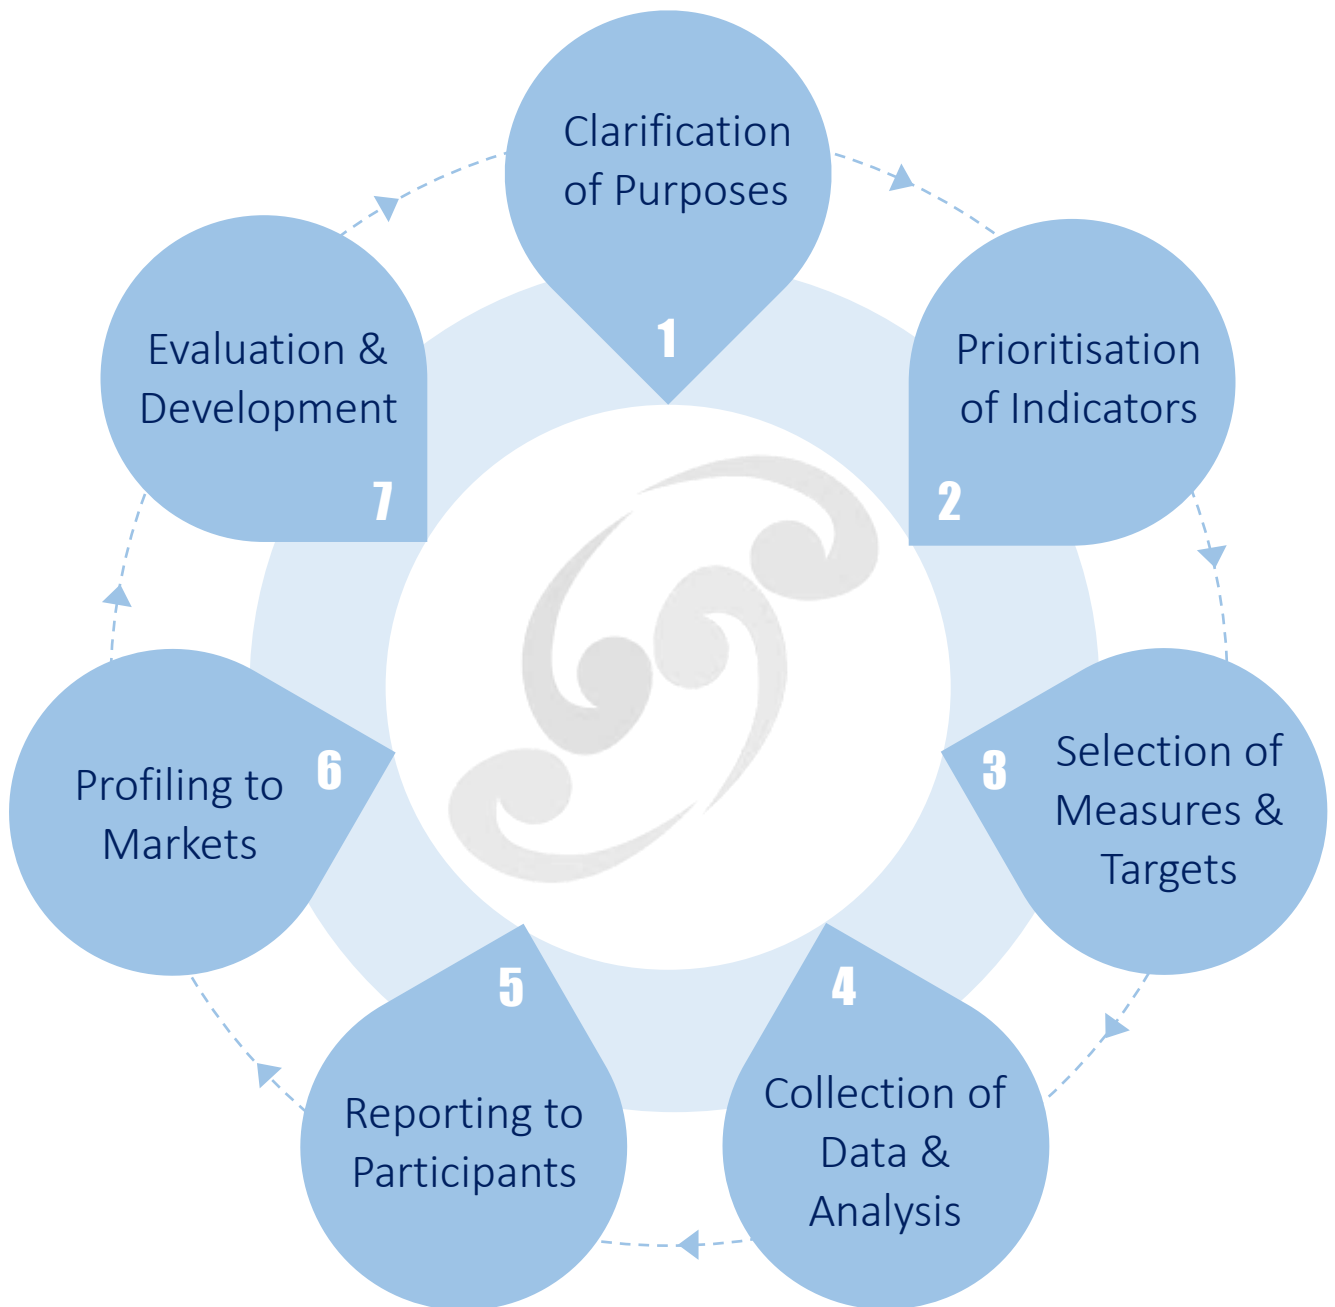 Clarification
of Purposes
1
Prioritisation
of Indicators
2
Selection of
Measures &
Targets
3
Collection of
Data &
Analysis
4
Reporting to
Participants
5
Profiling to
Markets
6
Evaluation &
Development
7